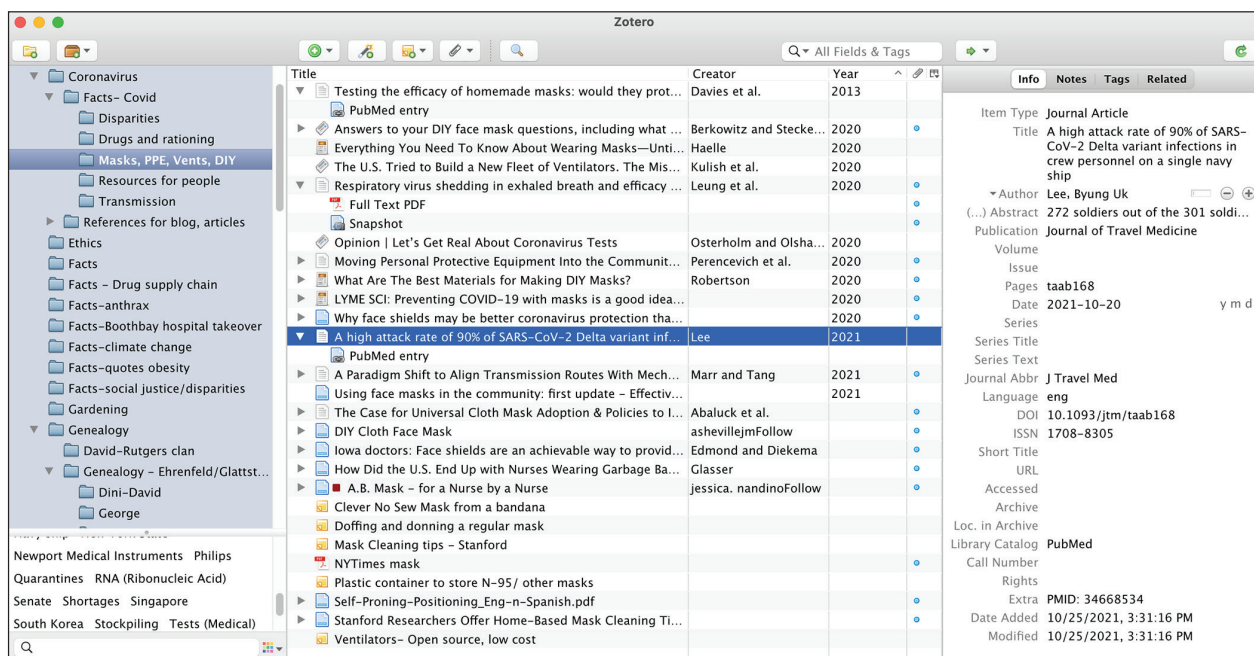 Zotero
All Fields & Tags
Coronavirus
Facts- Covid
Disparities
Drugs and rationing
Masks, PPE, Vents, DIY
Resources for people
Transmission
References for blog, articles
Ethics
Facts
Facts - Drug supply chain
Facts-anthrax
Facts-Boothbay hospital takeover
Facts-climate change
Facts-quotes obesity
Facts-social justice/disparities
Gardening
Genealogy
David-Rutgers clan
Genealogy - Ehrenfeld/Glattst...
Dini-David
George
Newport Medical Instruments Philips
Quarantines RNA (Ribonucleic Acid)
Senate Shortages Singapore
South Korea Stockpiling Tests (Medical)
Title Creator Year
Testing the efficacy of homemade masks: would they prot... Davies et al. 2013
PubMed entry
Answers to your DIY face mask questions, including what ... Berkowitz and Stecke... 2020
Everything You Need To Know About Wearing Masks—Unti... Haelle 2020
The U.S. Tried to Build a New Fleet of Ventilators. The Mis... Kulish et al. 2020
Respiratory virus shedding in exhaled breath and efficacy ... Leung et al. 2020
Full Text PDF
Snapshot
Opinion | Let's Get Real About Coronavirus Tests Osterholm and Olsha... 2020
Moving Personal Protective Equipment Into the Communit... Perencevich et al. 2020
What Are The Best Materials for Making DIY Masks? Robertson 2020
LYME SCI: Preventing COVID-19 with masks is a good idea... 2020
Why face shields may be better coronavirus protection tha... 2020
A high attack rate of 90% of SARS-CoV-2 Delta variant inf... Lee 2021
PubMed entry
A Paradigm Shift to Align Transmission Routes With Mech... Marr and Tang 2021
Using face masks in the community: first update - Effectiv... 2021
The Case for Universal Cloth Mask Adoption & Policies to I... Abaluck et al.
DIY Cloth Face Mask ashevillejmFollow
Iowa doctors: Face shields are an achievable way to provid... Edmond and Diekema
How Did the U.S. End Up with Nurses Wearing Garbage Ba... Glasser
A.B. Mask - for a Nurse by a Nurse jessica. nandinoFollow
Clever No Sew Mask from a bandana
Doffing and donning a regular mask
Mask Cleaning tips - Stanford
NYTimes mask
Plastic container to store N-95/ other masks
Self-Proning-Positioning_Eng-n-Spanish.pdf
Stanford Researchers Offer Home-Based Mask Cleaning Ti...
Ventilators- Open source, low cost
Info Notes Tags Related
Item Type Journal Article
Title A high attack rate of 90% of SARS-
CoV-2 Delta variant infections in
crew personnel on a single navy
ship
Author Lee, Byung Uk
(...) Abstract 272 soldiers out of the 301 soldi...
Publication Journal of Travel Medicine
Volume
Issue
Pages taab168
Date 2021-10-20 y m d
Series
Series Title
Series Text
Journal Abbr J Travel Med
Language eng
DOI 10.1093/jtm/taab168
ISSN 1708-8305
Short Title
URL
Accessed
Archive
Loc. in Archive
Library Catalog PubMed
Call Number
Rights
Extra PMID: 34668534
Date Added 10/25/2021, 3:31:16 PM
Modified 10/25/2021, 3:31:16 PM